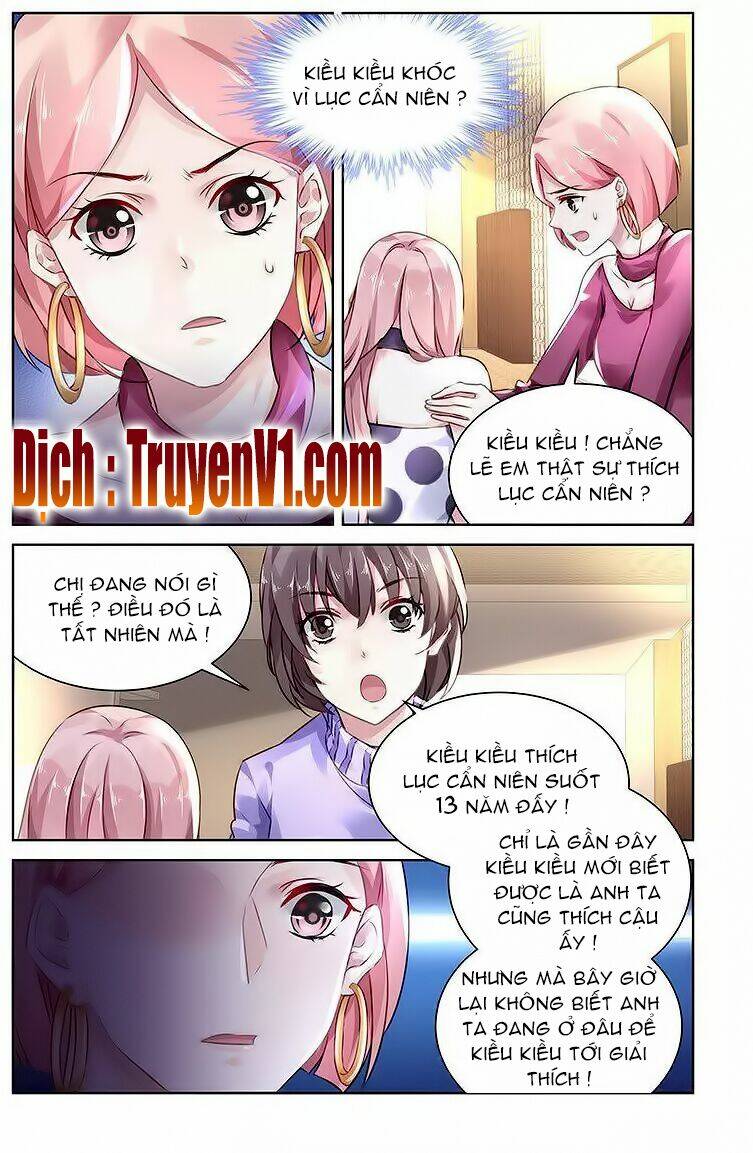 KIỀU KIỀU KHÓC
VÌ LỤC CẨN NIÊN ?
KIỀU KIỀU ! CHẲNG
LẼ EM THẬT SỰ THÍCH
LỤC CẨN NIÊN ?
Dịch : TruyenV1.com
CHỊ ĐANG NÓI GÌ
THẾ ? ĐIỀU ĐÓ LÀ
TẤT NHIÊN MÀ !
KIỀU KIỀU THÍCH
LỤC CẨN NIÊN SUỐT
13 NĂM ĐẤY !
CHỈ LÀ GẦN ĐÂY
KIỀU KIỀU MỚI BIẾT
ĐƯỢC LÀ ANH TA
CŨNG THÍCH CẬU
ẤY !
NHƯNG MÀ BÂY GIỜ
LẠI KHÔNG BIẾT ANH
TA ĐANG Ở ĐÂU ĐỂ
KIỀU KIỀU TỚI GIẢI
THÍCH !